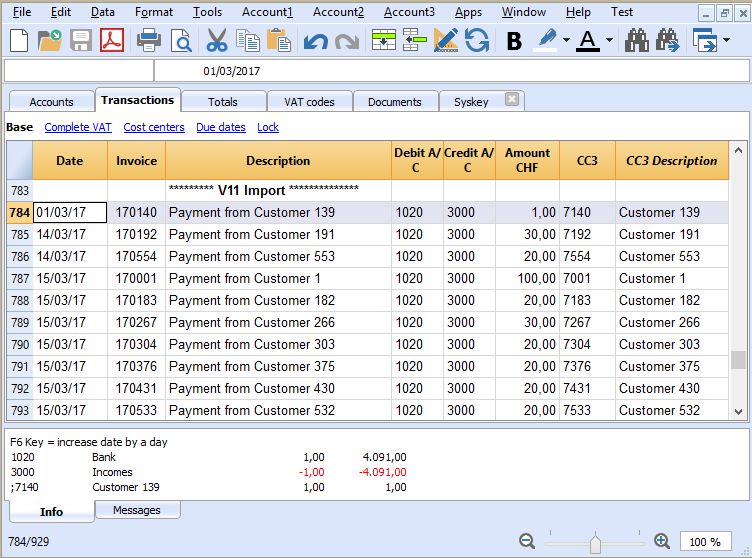 File Edit Data Format Tools Account1 Account2 Account3 Apps Window Help Test
B A
01/03/2017
Accounts Transactions Totals VAT codes Documents Syskey
Base Complete VAT Cost centers Due dates Lock
Date Invoice Description Debit A/C Credit A/C Amount CHF CC3 CC3 Description
783 ********* V11 Import **************
784 01/03/17 170140 Payment from Customer 139 1020 3000 1,00 7140 Customer 139
785 14/03/17 170192 Payment from Customer 191 1020 3000 30,00 7192 Customer 191
786 14/03/17 170554 Payment from Customer 553 1020 3000 20,00 7554 Customer 553
787 15/03/17 170001 Payment from Customer 1 1020 3000 100,00 7001 Customer 1
788 15/03/17 170183 Payment from Customer 182 1020 3000 20,00 7183 Customer 182
789 15/03/17 170267 Payment from Customer 266 1020 3000 30,00 7267 Customer 266
790 15/03/17 170304 Payment from Customer 303 1020 3000 20,00 7304 Customer 303
791 15/03/17 170376 Payment from Customer 375 1020 3000 20,00 7376 Customer 375
792 15/03/17 170431 Payment from Customer 430 1020 3000 20,00 7431 Customer 430
793 15/03/17 170533 Payment from Customer 532 1020 3000 20,00 7533 Customer 532
F6 Key = increase date by a day
1020 Bank 1,00 4.091,00
3000 Incomes -1,00 -4.091,00
;7140 Customer 139 1,00 1,00
Info Messages
784/929 100 %